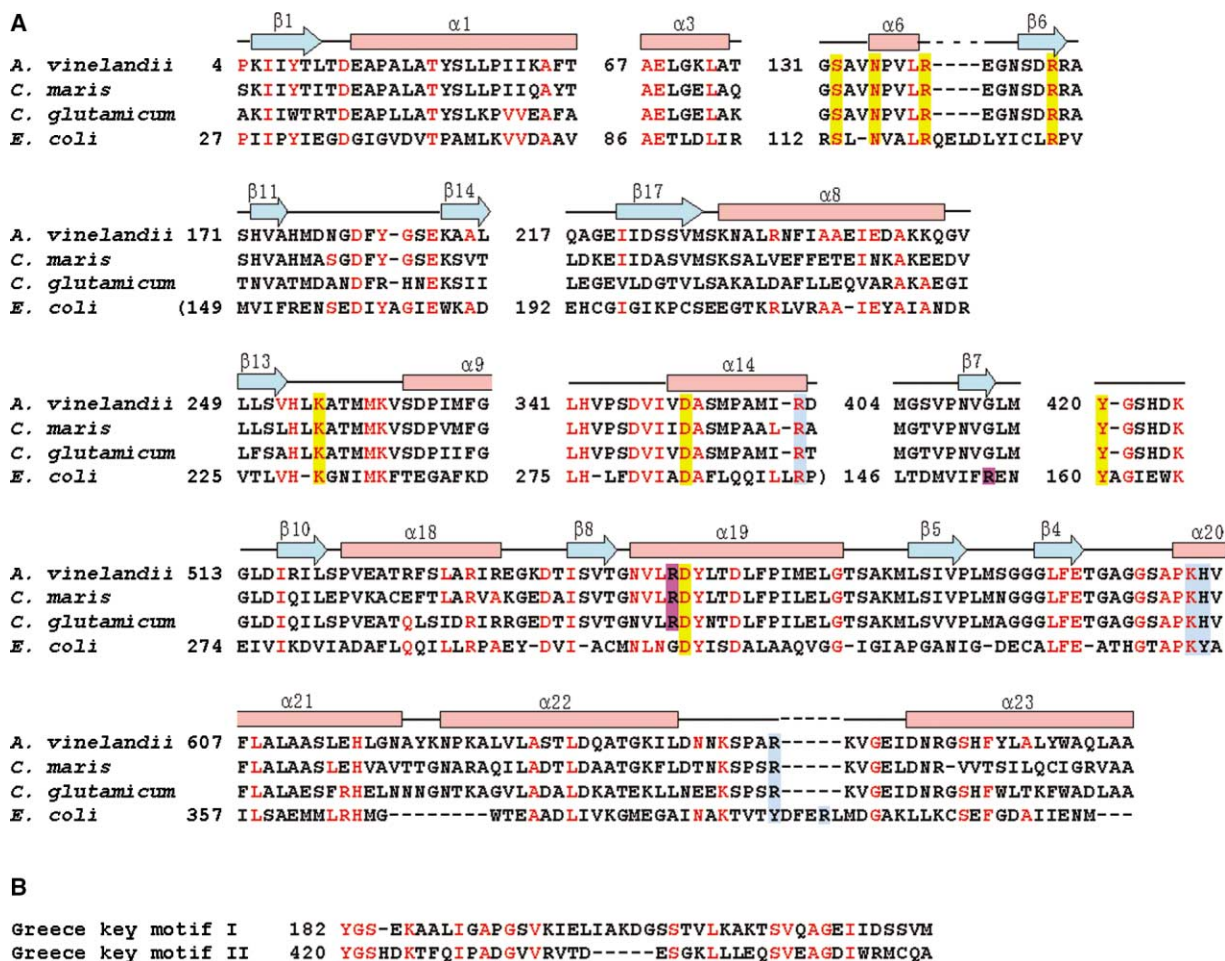 A
β1 α1 α3 α6 β6
A. vinelandii 4 PKIIYTLTDEAPALATYSLLPIIKAFT 67 AELGKLAT 131 GSAVNPVLR----EGNSDRRA
C. maris SKIIYTITDEAPALATYSLLPIIQAYT AELGELAQ GSAVNPVLR----EGNSDRRA
C. glutamicum AKIIWTRTDEAPLLATYSLKPVVEAFA AELGELAK GSAVNPVLR----EGNSDRRA
E. coli 27 PIIPYIEGDGIGVDVTPAMLKVVDAAV 86 AETLDLIR 112 RSL-NVALRQELDLYICLRPV
β11 β14 β17 α8
A. vinelandii 171 SHVAHMDNGDFY-GSEKAAL 217 QAGEIIDSSVMSKNALRNFIAAEIEDAKKQGV
C. maris SHVAHMASGDFY-GSEKSVT LDKEIIDASVMSKSALVEFFETEINKAKEEDV
C. glutamicum TNVATMDANDFR-HNEKSII LEGEVLDGTVLSAKALDAFLLEQVARAKAEGI
E. coli (149 MVIFRENSEDIYAGIEWKAD 192 EHCGIGIKPCSEEGTKRLVRAA-IEYAIANDR
β13 α9 α14 β7
A. vinelandii 249 LLSVHLKATMMKVSDPIMFG 341 LHVPSDVIVDASMPAMI-RD 404 MGSVPNVGLM 420 Y-GSHDK
C. maris LLSLHLKATMMKVSDPVMFG LHVPSDVIIDASMPAAL-RA MGTVPNVGLM Y-GSHDK
C. glutamicum LFSAHLKATMMKVSDPIIFG LHVPSDVIVDASMPAMI-RT MGTVPNVGLM Y-GSHDK
E. coli 225 VTLVH-KGNIMKFTEGAFKD 275 LH-LFDVIADAFLQQILLRP) 146 LTDMVIFREN 160 YAGIEWK
β10 α18 β8 α19 β5 β4 α20
A. vinelandii 513 GLDIRILSPVEATRFSLARIREGKDTISVTGNVLRDYLTDLFPIMELGTSAKMLSIVPLMSGGGLFETGAGGSAPKHV
C. maris GLDIQILEPVKACEFTLARVAKGEDAISVTGNVLRDYLTDLFPILELGTSAKMLSIVPLMNGGGLFETGAGGSAPKHV
C. glutamicum GLDIQILSPVEATQLSIDRIRRGEDTISVTGNVLRDYNTDLFPILELGTSAKMLSVVPLMAGGGLFETGAGGSAPKHV
E. coli 274 EIVIKDVIADAFLQQILLRPAEY-DVI-ACMNLNGDYISDALAAQVGG-IGIAPGANIG-DECALFE-ATHGTAPKYA
α21 α22 α23
A. vinelandii 607 FLALAASLEHLGNAYKNPKALVLASTLDQATGKILDNNKSPAR-----KVGEIDNRGSHFYLALYWAQLAA
C. maris FLALAASLEHVAVTTGNARAQILADTLDAATGKFLDTNKSPSR-----KVGELDNR-VVTSILQCIGRVAA
C. glutamicum FLALAESFRHELNNNGNTKAGVLADALDKATEKLLNEEKSPSR-----KVGEIDNRGSHFWLTKFWADLAA
E. coli 357 ILSAEMMLRHMG--------WTEAADLIVKGMEGAINAKTVTYDFERLMDGAKLLKCSEFGDAIIENM---
B
Greece key motif I 182 YGS-EKAALIGAPGSVKIELIAKDGSSTVLKAKTSVQAGEIIDSSVM
Greece key motif II 420 YGSHDKTFQIPADGVVRVTD-----ESGKLLLEQSVEAGDIWRMCQA